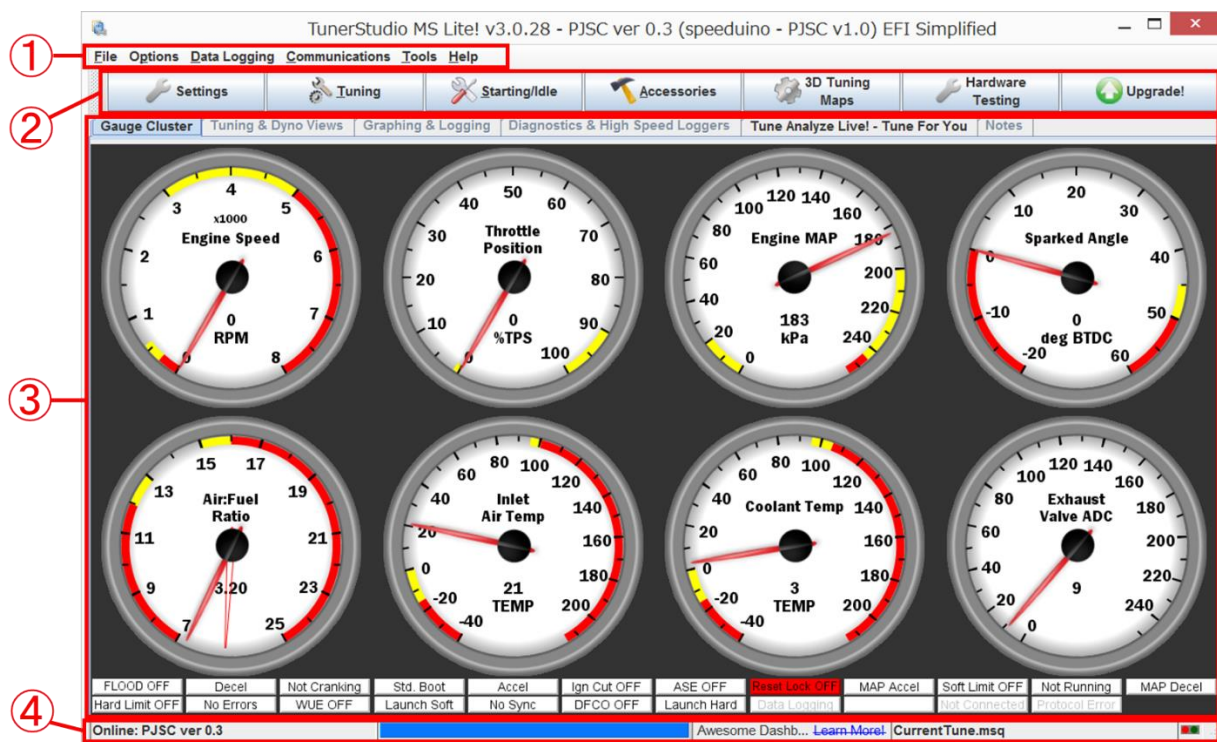 TunerStudio MS Lite! v3.0.28 - PJSC ver 0.3 (speeduino - PJSC v1.0) EFI Simplified
①
File Options Data Logging Communications Tools Help
②
Settings Tuning Starting/Idle Accessories 3D Tuning Maps Hardware Testing Upgrade!
③
Gauge Cluster Tuning & Dyno Views Graphing & Logging Diagnostics & High Speed Loggers Tune Analyze Live! - Tune For You Notes
0 1 2 3 4 5 6 7 8
x1000
Engine Speed
0
RPM
0 10 20 30 40 50 60 70 80 90 100
Throttle
Position
0
%TPS
0 20 40 60 80 100 120 140 160 180 200 220 240
Engine MAP
183
kPa
-20 -10 0 10 20 30 40 50 60
Sparked Angle
0
deg BTDC
7 9 11 13 15 17 19 21 23 25
Air:Fuel
Ratio
3.20
-40 -20 0 20 40 60 80 100 120 140 160 180 200
Inlet
Air Temp
21
TEMP
-40 -20 0 20 40 60 80 100 120 140 160 180 200
Coolant Temp
3
TEMP
0 20 40 60 80 100 120 140 160 180 200 220 240
Exhaust
Valve ADC
9
FLOOD OFF Decel Not Cranking Std. Boot Accel Ign Cut OFF ASE OFF Reset Lock OFF MAP Accel Soft Limit OFF Not Running MAP Decel
Hard Limit OFF No Errors WUE OFF Launch Soft No Sync DFCO OFF Launch Hard Data Logging Not Connected Protocol Error
④
Online: PJSC ver 0.3 Awesome Dashb... Learn More! CurrentTune.msq